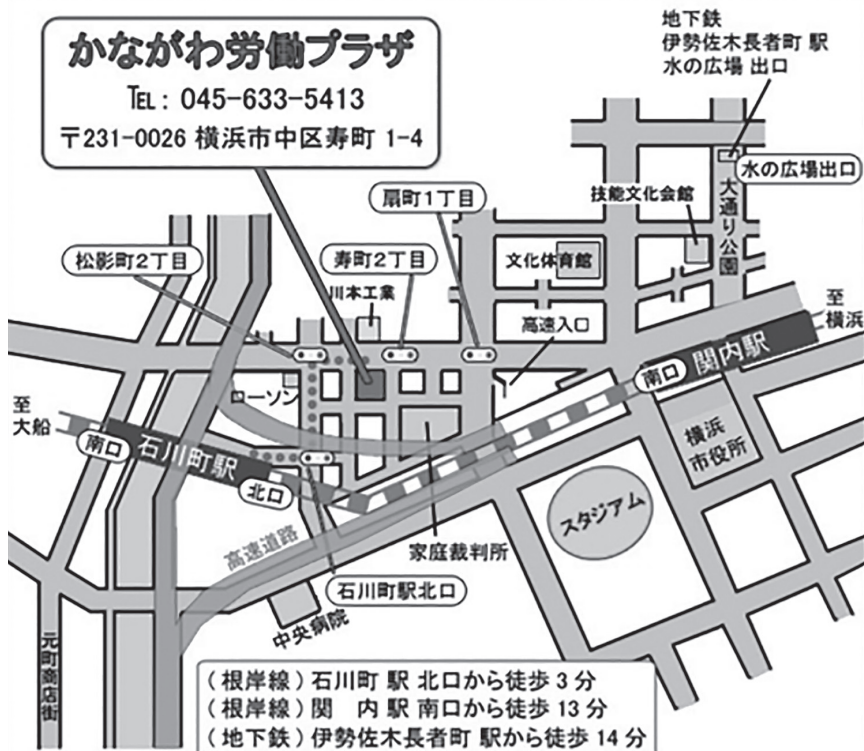 かながわ労働プラザ
TEL: 045-633-5413
〒231-0026 横浜市中区寿町 1-4
地下鉄
伊勢佐木長者町 駅
水の広場 出口
水の広場出口
大通り公園
技能文化会館
扇町1丁目
文化体育館
松影町2丁目
寿町2丁目
川本工業
高速入口
至
横浜
関内駅
南口
ローソン
至
大船
南口
石川町駅
北口
横浜
市役所
スタジアム
高速道路
家庭裁判所
石川町駅北口
中央病院
元町商店街
(根岸線)石川町 駅 北口から徒歩 3 分
(根岸線)関 内 駅 南口から徒歩 13 分
(地下鉄)伊勢佐木長者町 駅から徒歩 14 分